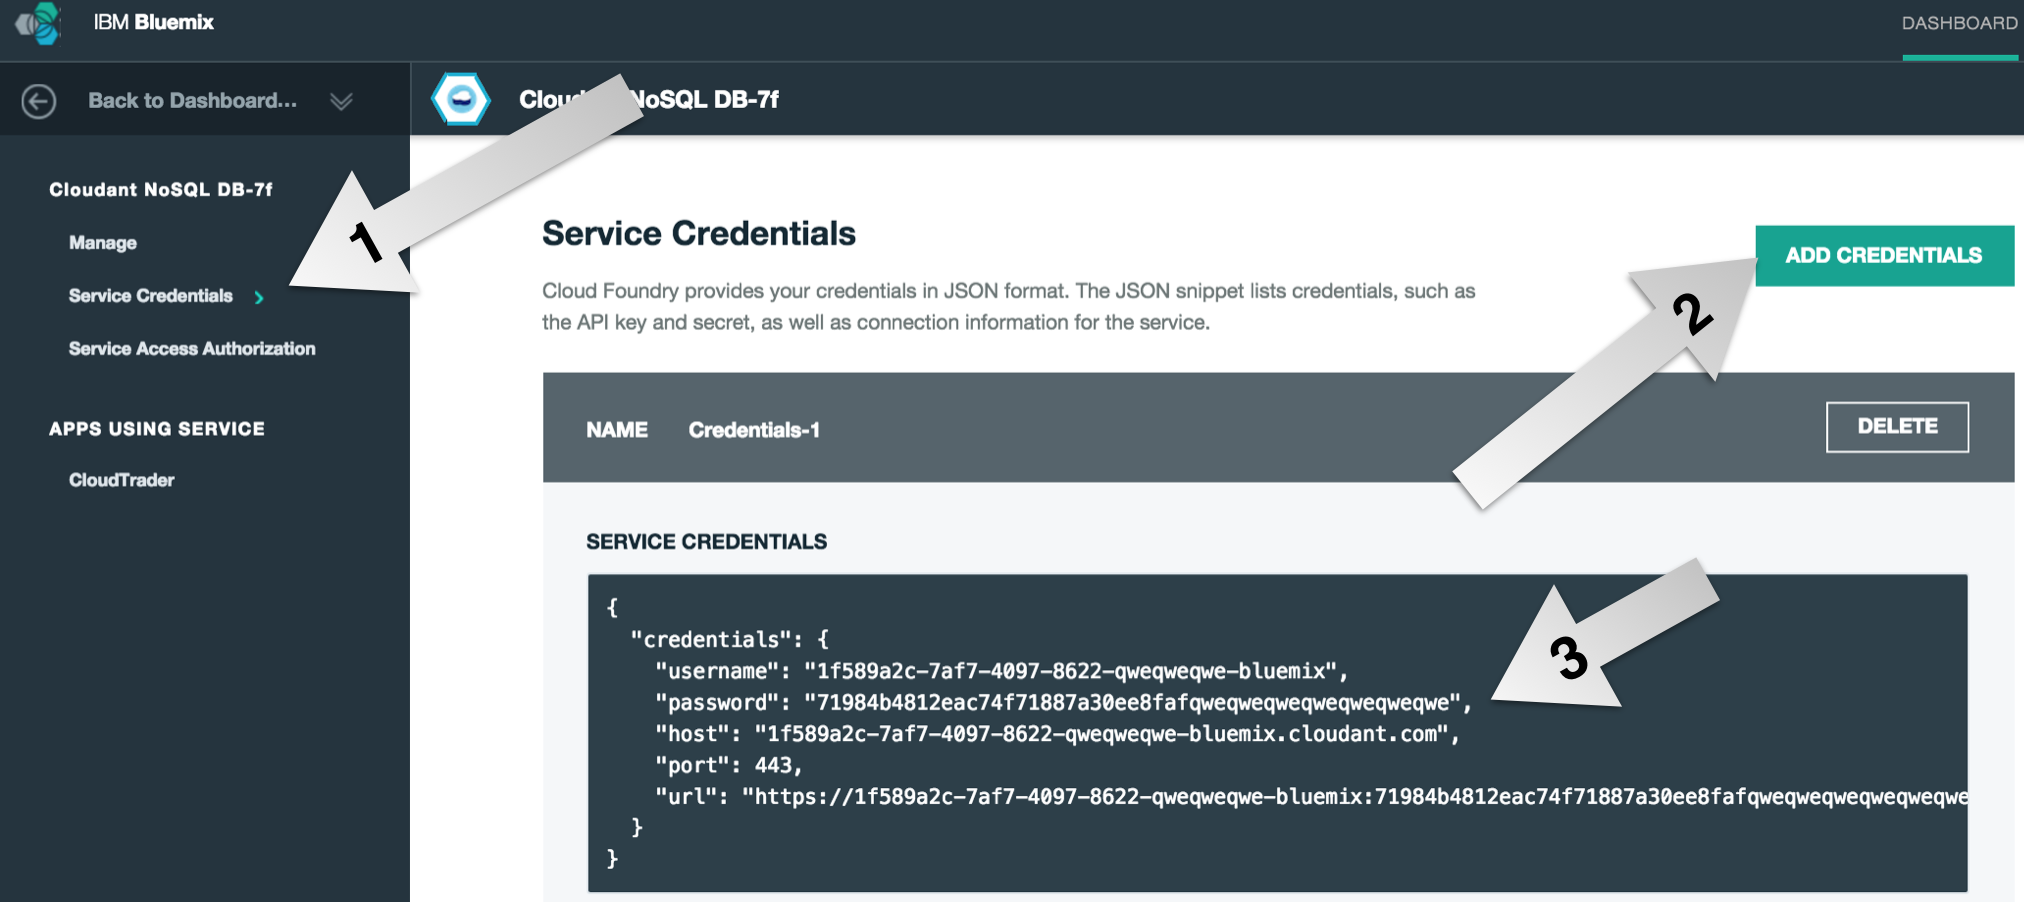 IBM Bluemix
DASHBOARD
Back to Dashboard...
NoSQL DB-7f
Cloudant NoSQL DB-7f
Manage
Service Credentials
Service Access Authorization
APPS USING SERVICE
CloudTrader
1
Service Credentials
ADD CREDENTIALS
2
Cloud Foundry provides your credentials in JSON format. The JSON snippet lists credentials, such as
the API key and secret, as well as connection information for the service.
NAME Credentials-1
DELETE
SERVICE CREDENTIALS
3
{
"credentials": {
"username": "1f589a2c-7af7-4097-8622-qweqweqwe-bluemix",
"password": "71984b4812eac74f71887a30ee8fafqweqweqweqweqweqweqwe",
"host": "1f589a2c-7af7-4097-8622-qweqweqwe-bluemix.cloudant.com",
"port": 443,
"url": "https://1f589a2c-7af7-4097-8622-qweqweqwe-bluemix:71984b4812eac74f71887a30ee8fafqweqweqweqweqweqwe
}
}